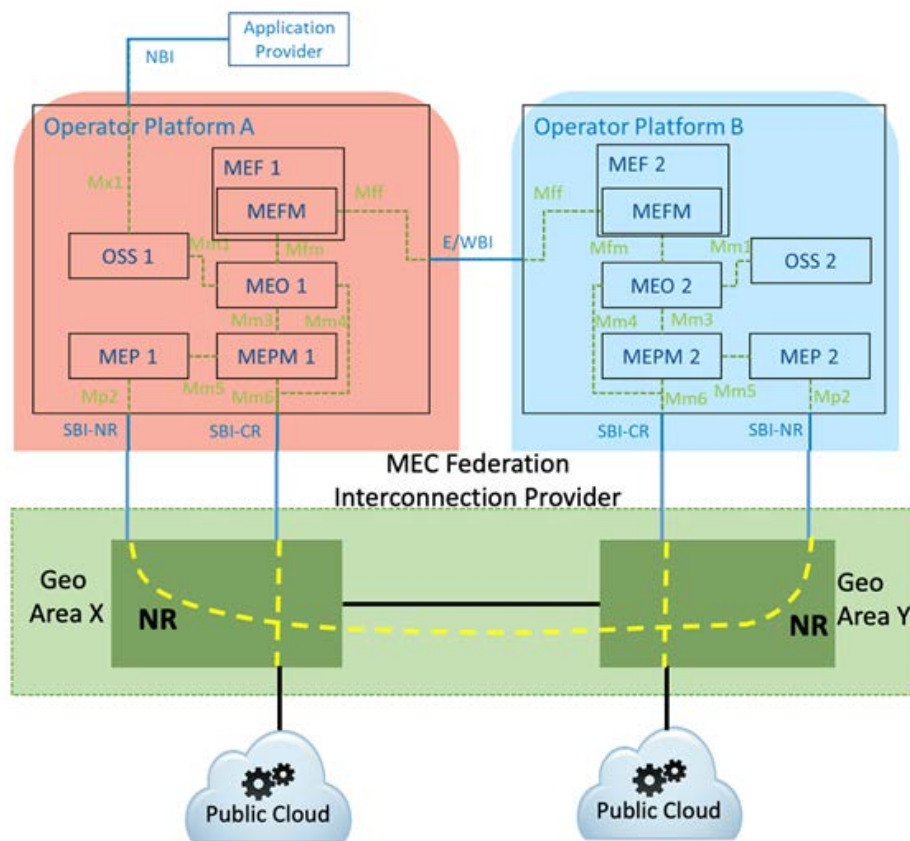 Application
Provider
NBI
Operator Platform A
MEF 1
MEFM
Mx1
Mff
OSS 1
Mm1
Mfm
MEO 1
Mm3
Mm4
MEP 1
MEPM 1
Mm5
Mp2
Mm6
SBI-NR
SBI-CR
E/WBI
Operator Platform B
MEF 2
MEFM
Mff
Mfm
Mm1
OSS 2
MEO 2
Mm4
Mm3
MEPM 2
MEP 2
Mm5
Mm6
Mp2
SBI-CR
SBI-NR
MEC Federation
Interconnection Provider
Geo
Area X
NR
Geo
Area Y
NR
Public Cloud
Public Cloud